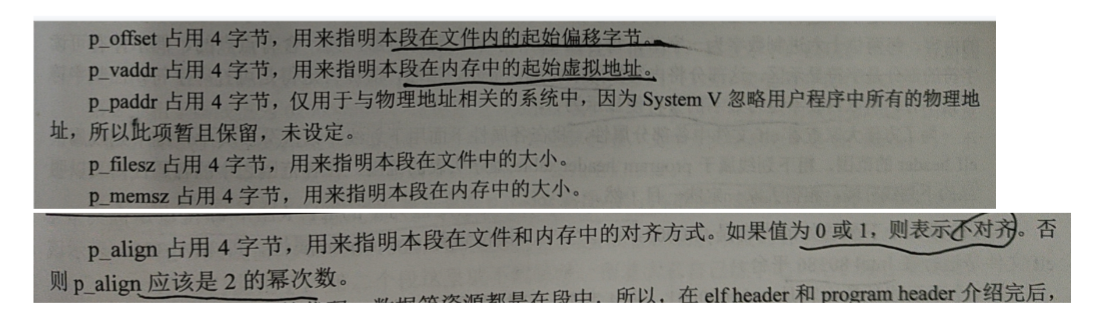 p_offset 占用 4 字节，用来指明本段在文件内的起始偏移字节。
p_vaddr 占用 4 字节，用来指明本段在内存中的起始虚拟地址。
p_paddr 占用 4 字节，仅用于与物理地址相关的系统中，因为 System V 忽略用户程序中所有的物理地
址，所以此项暂且保留，未设定。
p_filesz 占用 4 字节，用来指明本段在文件中的大小。
p_memsz 占用 4 字节，用来指明本段在内存中的大小。
p_align 占用 4 字节，用来指明本段在文件和内存中的对齐方式。如果值为 0 或 1，则表示不对齐。否
则 p_align 应该是 2 的幂次数。
数据等资源都是在段中，所以，在 elf header 和 program header 介绍完后，